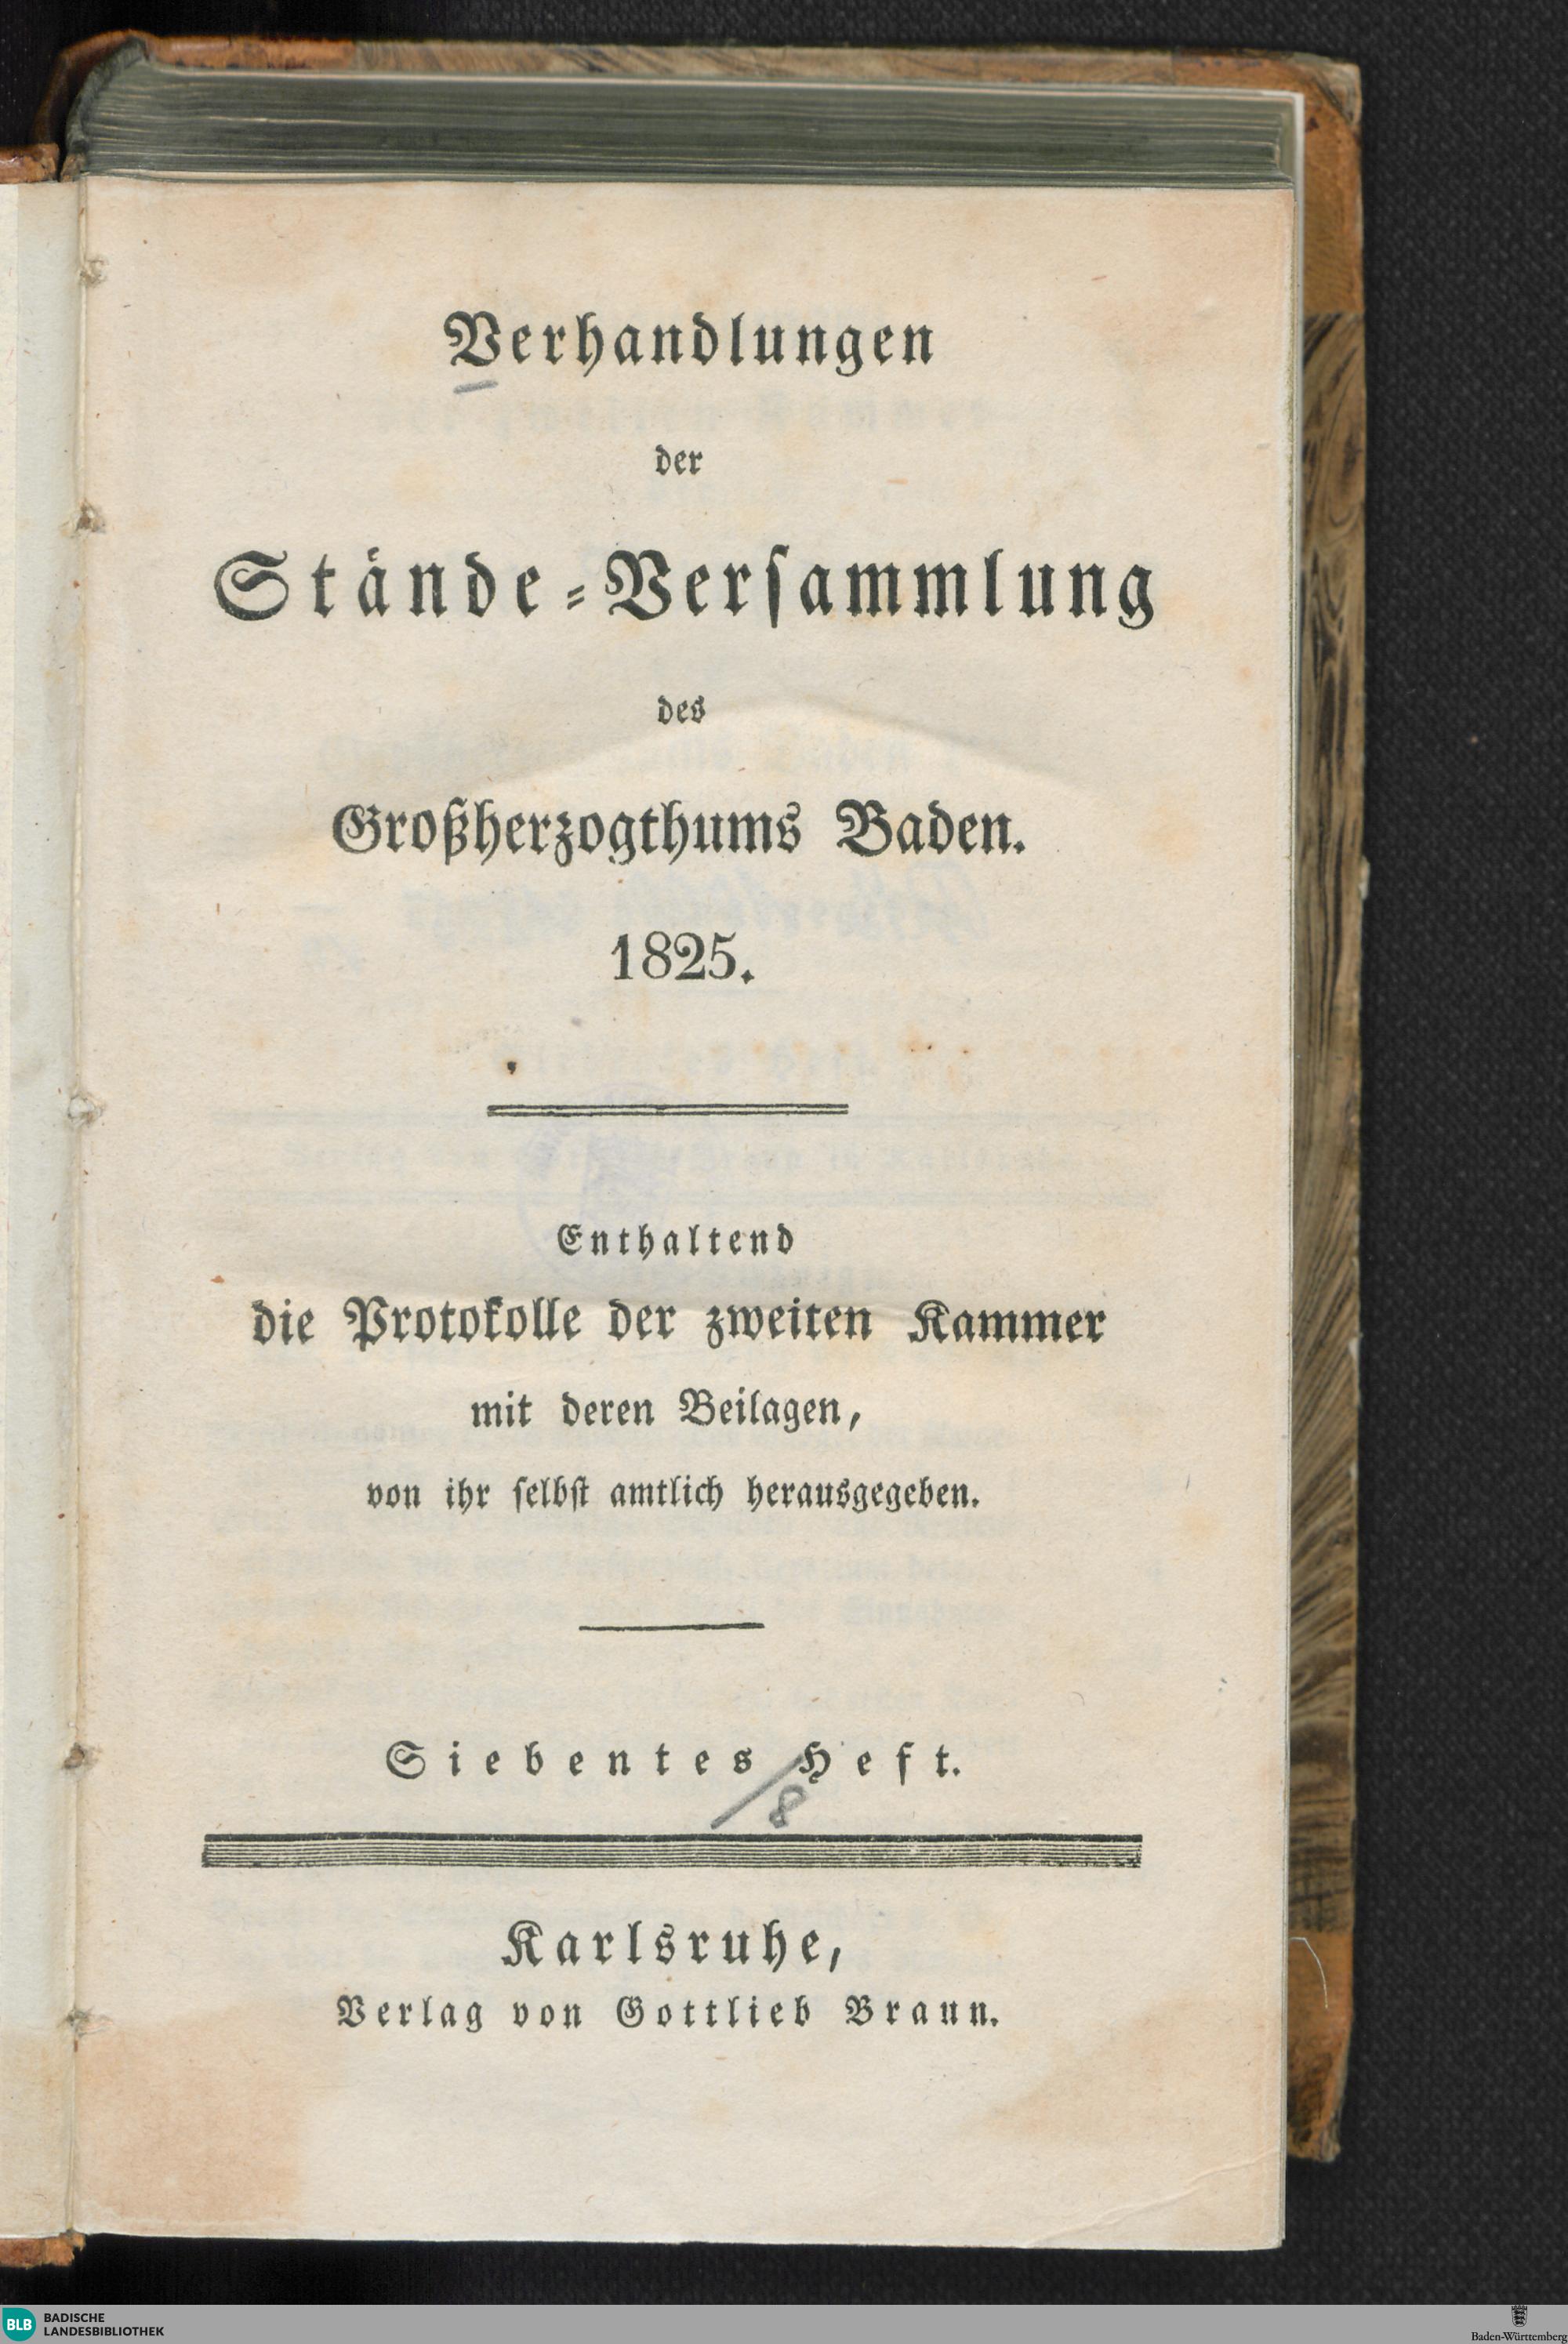 Verhandlungen
der
Stände-Versammlung
des
Großherzogthums Baden.
1825.
Enthaltend
die Protokolle der zweiten Kammer
mit deren Beilagen,
von ihr selbst amtlich herausgegeben.
Siebentes Heft.
/8
Karlsruhe,
Verlag von Gottlieb Braun.
BLB BADISCHE
LANDESBIBLIOTHEK
Baden-Württemberg